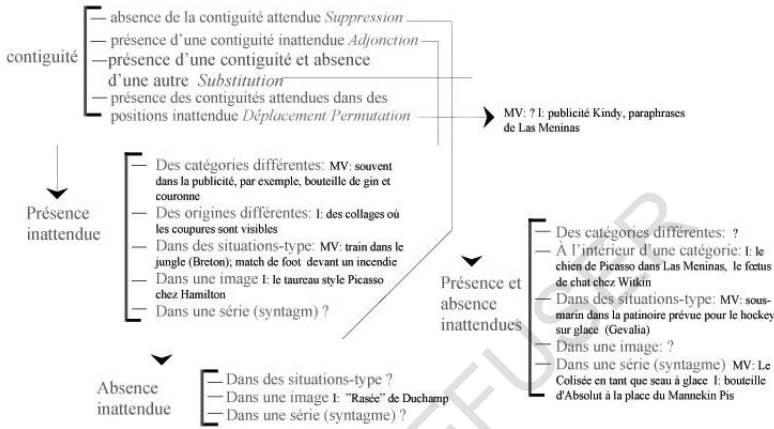 contiguité
absence de la contiguité attendue Suppression
présence d'une contiguité inattendue Adjonction
présence d'une contiguité et absence
d'une autre Substitution
présence des contiguités attendues dans des
positions inattendue Déplacement Permutation
MV: ? I: publicité Kindy, paraphrases
de Las Meninas
Présence
inattendue
Des catégories différentes: MV: souvent
dans la publicité, par exemple, bouteille de gin et
couronne
Des origines différentes: I: des collages où
les coupures sont visibles
Dans des situations-type: MV: train dans le
jungle (Breton); match de foot devant un incendie
Dans une image I: le taureau style Picasso
chez Hamilton
Dans une série (syntagm) ?
Présence et
absence
inattendues
Des catégories différentes: ?
À l'intérieur d'une catégorie: I: le
chien de Picasso dans Las Meninas, le fœtus
de chat chez Witkin
Dans des situations-type: MV: sous-
marin dans la patinoire prévue pour le hockey
sur glace (Gevalia)
Dans une image: ?
Dans une série (syntagme) MV: Le
Colisée en tant que seau à glace I: bouteille
d'Absolut à la place du Mannekin Pis
Absence
inattendue
Dans des situations-type ?
Dans une image I: "Rasée" de Duchamp
Dans une série (syntagme) ?